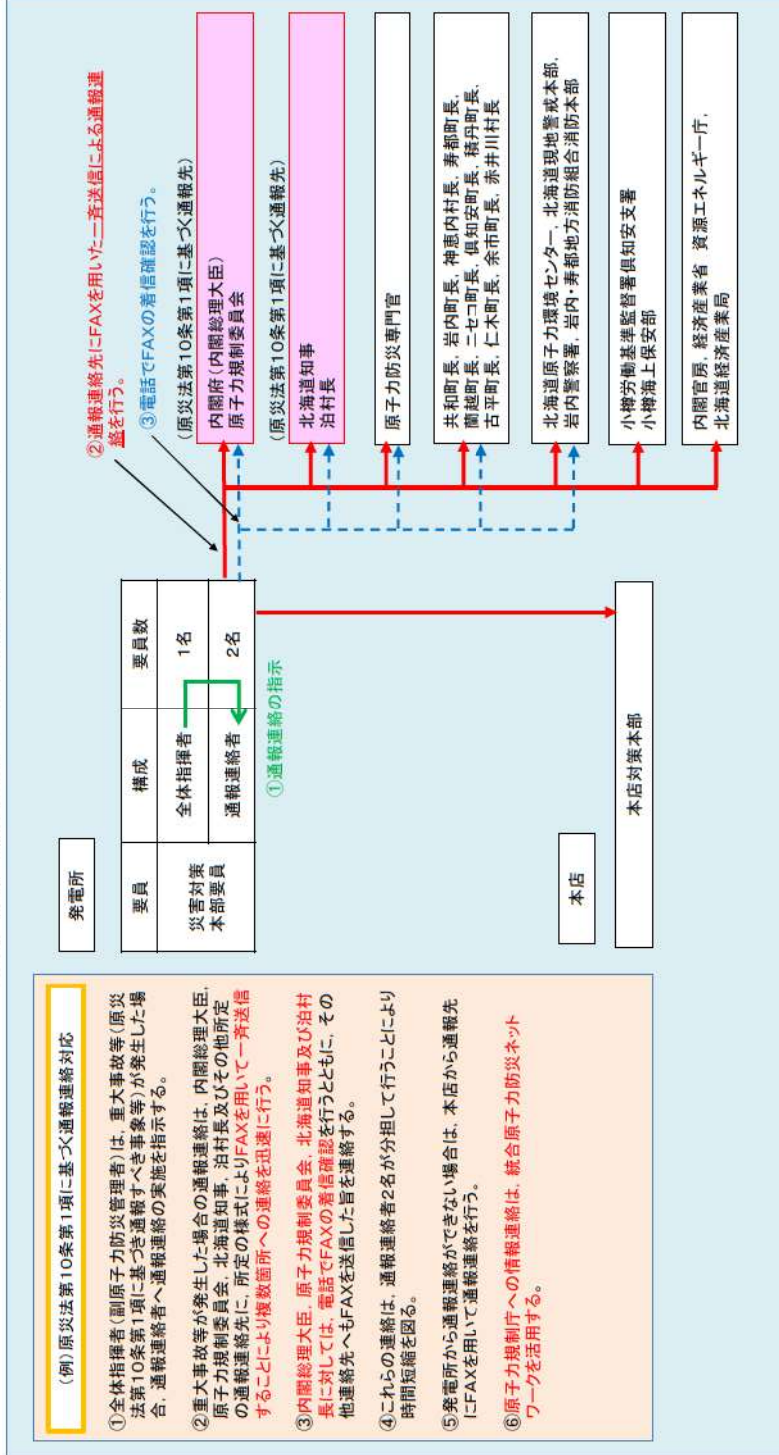 (例)原災法第10条第1項に基づく通報連絡対応
①全体指揮者(副原子力防災管理者)は，重大事故等(原災
法第10条第1項に基づき通報すべき事象等)が発生した場
合，通報連絡者へ通報連絡の実施を指示する。
②重大事故等が発生した場合の通報連絡は，内閣総理大臣，
原子力規制委員会，北海道知事，泊村長及びその他所定
の通報連絡先に，所定の様式によりFAXを用いて一斉送信
することにより複数箇所への連絡を迅速に行う。
③内閣総理大臣，原子力規制委員会，北海道知事及び泊村
長に対しては，電話でFAXの着信確認を行うとともに，その
他連絡先へもFAXを送信した旨を連絡する。
④これらの連絡は，通報連絡者2名が分担して行うことにより
時間短縮を図る。
⑤発電所から通報連絡ができない場合は，本店から通報先
にFAXを用いて通報連絡を行う。
⑥原子力規制庁への情報連絡は，統合原子力防災ネット
ワークを活用する。
発電所
要員
構成
要員数
災害対策
本部要員
全体指揮者
1名
通報連絡者
2名
①通報連絡の指示
本店
本店対策本部
②通報連絡先にFAXを用いた一斉送信による通報連
絡を行う。
③電話でFAXの着信確認を行う。
(原災法第10条第1項に基づく通報先)
内閣府(内閣総理大臣)
原子力規制委員会
(原災法第10条第1項に基づく通報先)
北海道知事
泊村長
原子力防災専門官
共和町長，岩内町長，神恵内村長，寿都町長，
蘭越町長，ニセコ町長，倶知安町長，積丹町長，
古平町長，仁木町長，余市町長，赤井川村長
北海道原子力環境センター，北海道現地警戒本部，
岩内警察署，岩内・寿都地方消防組合消防本部
小樽労働基準監督署倶知安支署
小樽海上保安部
内閣官房，経済産業省 資源エネルギー庁，
北海道経済産業局